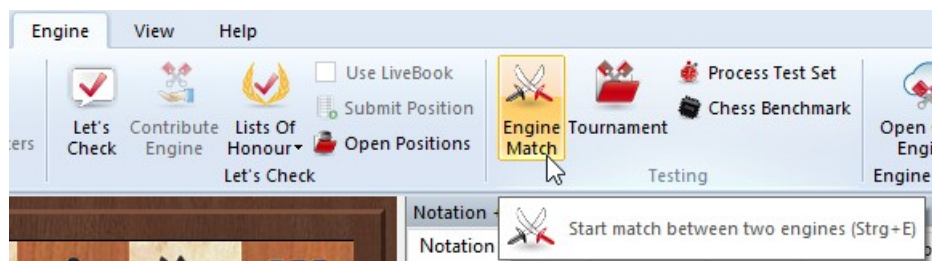 Engine View Help
ers
Let's Check
Contribute Engine
Lists Of Honour
Use LiveBook
Submit Position
Open Positions
Let's Check
Engine Match
Tournament
Process Test Set
Chess Benchmark
Testing
Open
Engi
Engine
Notation +
Notation
Start match between two engines (Strg+E)